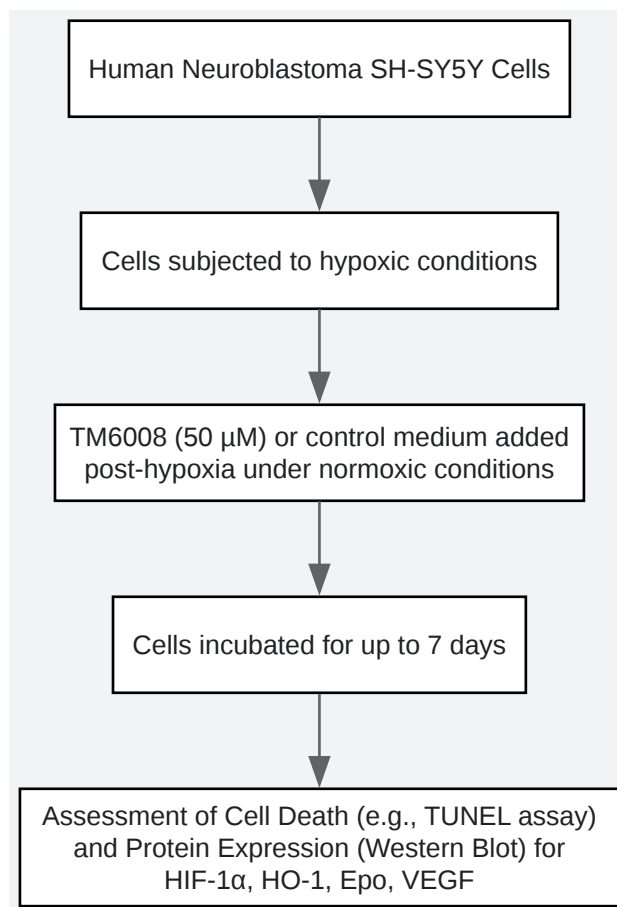 Human Neuroblastoma SH-SY5Y Cells
Cells subjected to hypoxic conditions
TM6008 (50 µM) or control medium added
post-hypoxia under normoxic conditions
Cells incubated for up to 7 days
Assessment of Cell Death (e.g., TUNEL assay)
and Protein Expression (Western Blot) for
HIF-1α, HO-1, Epo, VEGF